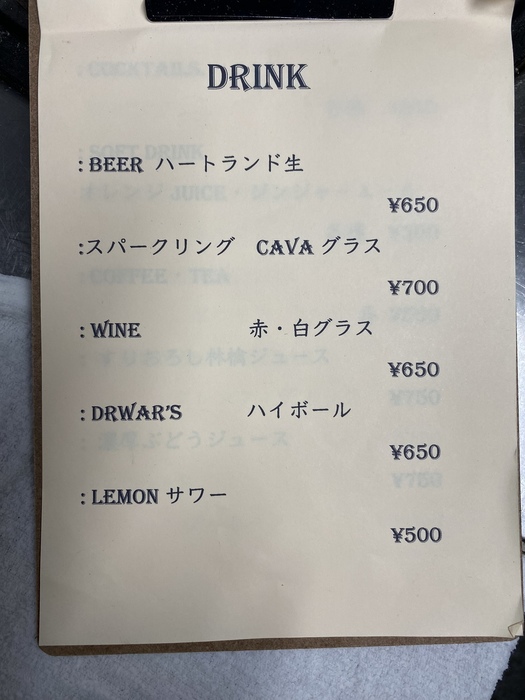 DRINK
:BEER ハートランド生
¥650
:スパークリング CAVA グラス
¥700
:WINE 赤・白グラス
¥650
:DRWAR'S ハイボール
¥650
:LEMON サワー
¥500